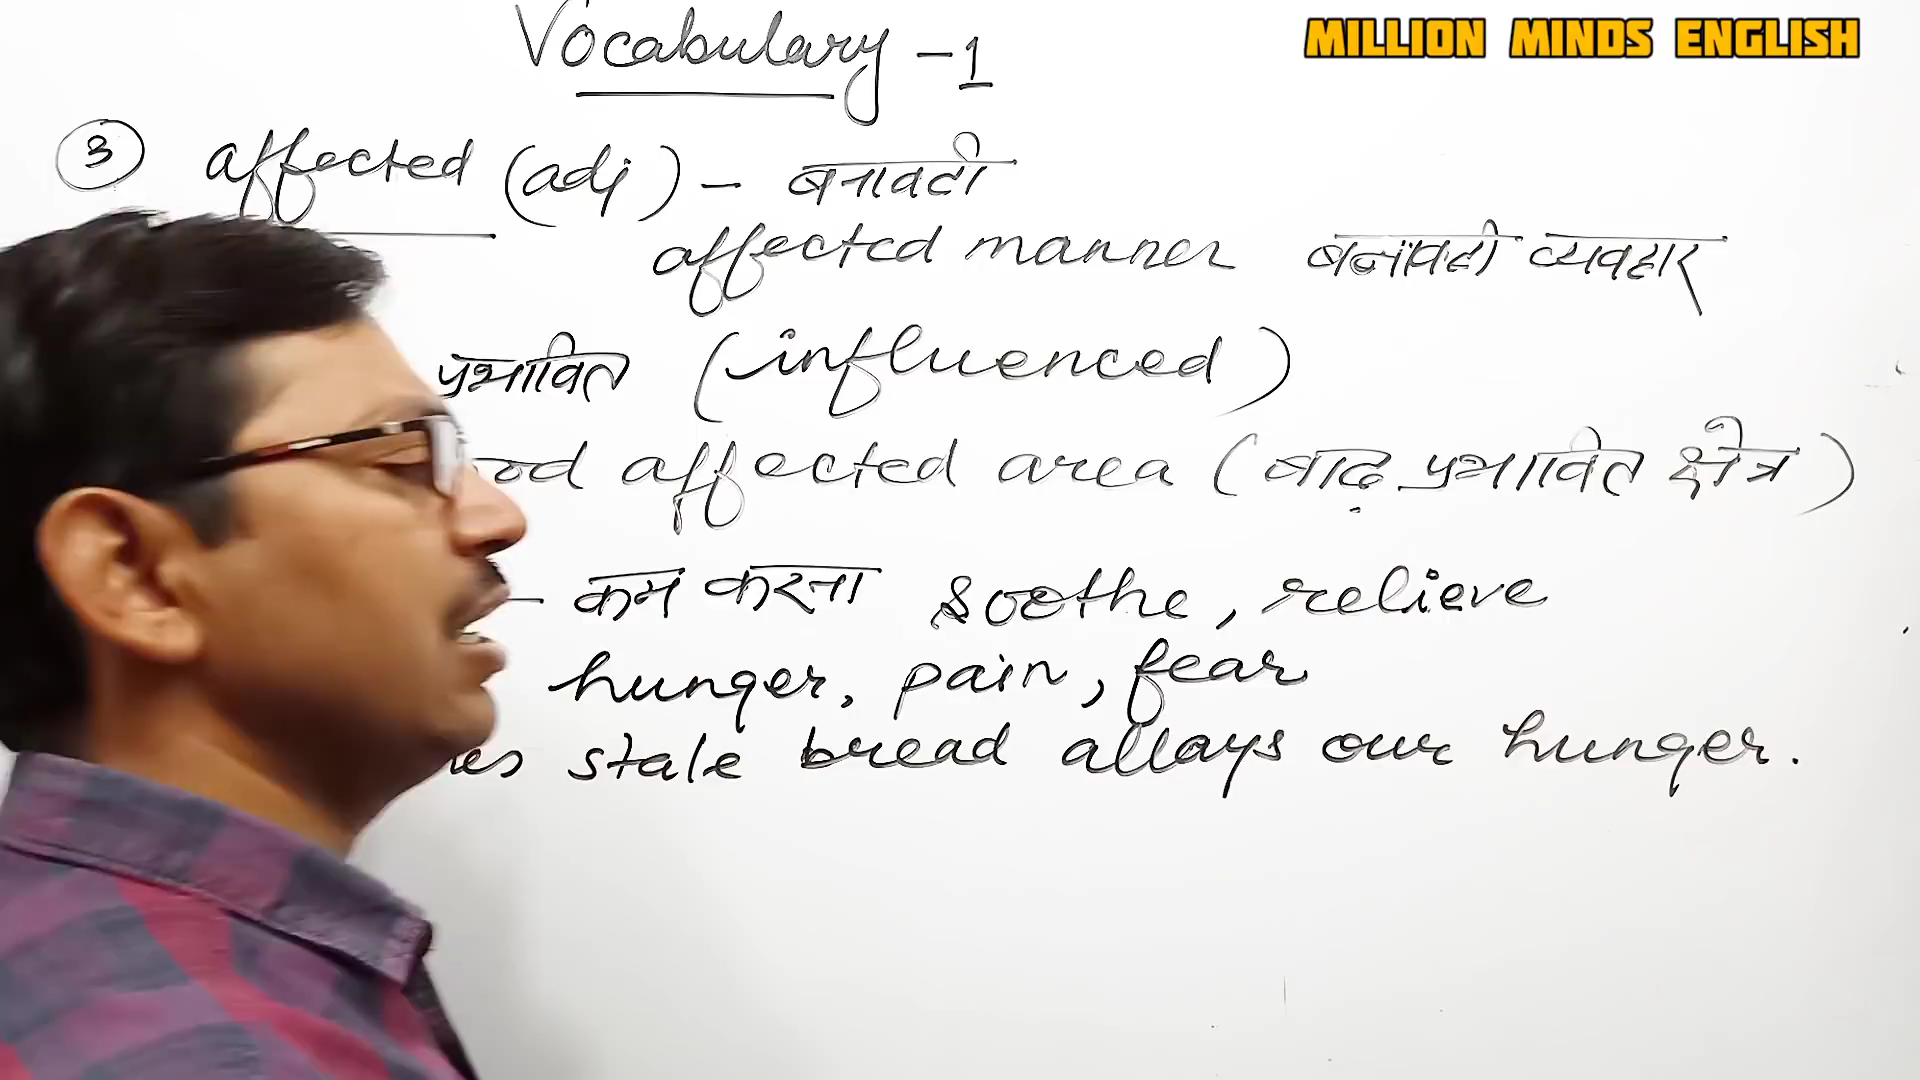 Vocabulary - 1
MILLION MINDS ENGLISH
3 affected (adj) - बनावटी
affected manner बनावटी व्यवहार
प्रभावित (influenced)
affected area (बाढ़ प्रभावित क्षेत्र)
- कम करना soothe, relieve
hunger, pain, fear
stale bread allays our hunger.